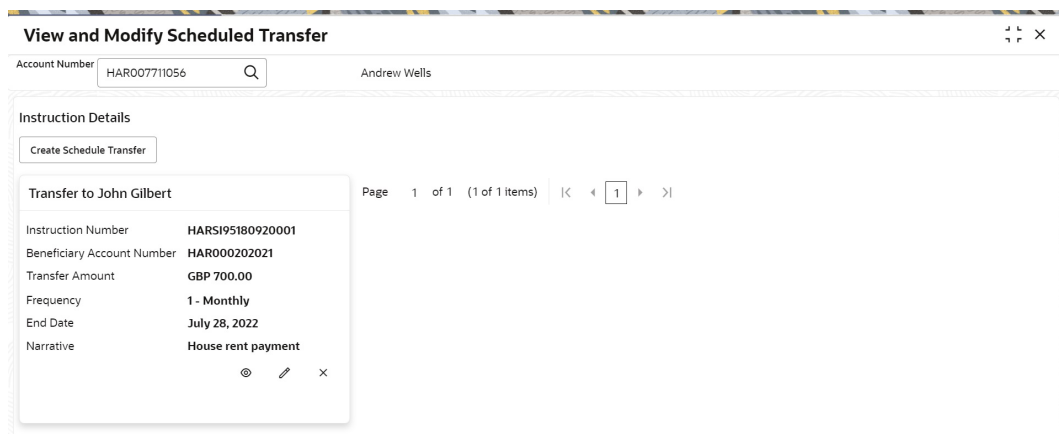 View and Modify Scheduled Transfer
Account Number HAR007711056 Andrew Wells
Instruction Details
Create Schedule Transfer
Transfer to John Gilbert
Page 1 of 1 (1 of 1 items) 1
Instruction Number HARSI95180920001
Beneficiary Account Number HAR000202021
Transfer Amount GBP 700.00
Frequency 1 - Monthly
End Date July 28, 2022
Narrative House rent payment